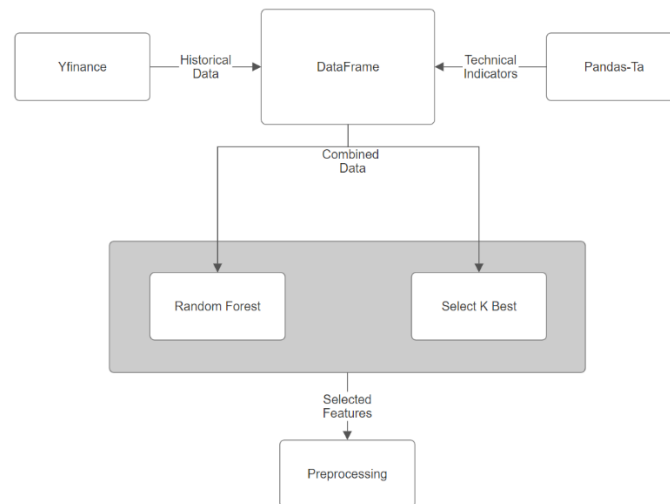 Yfinance
Historical
Data
DataFrame
Technical
Indicators
Pandas-Ta
Combined
Data
Random Forest
Select K Best
Selected
Features
Preprocessing